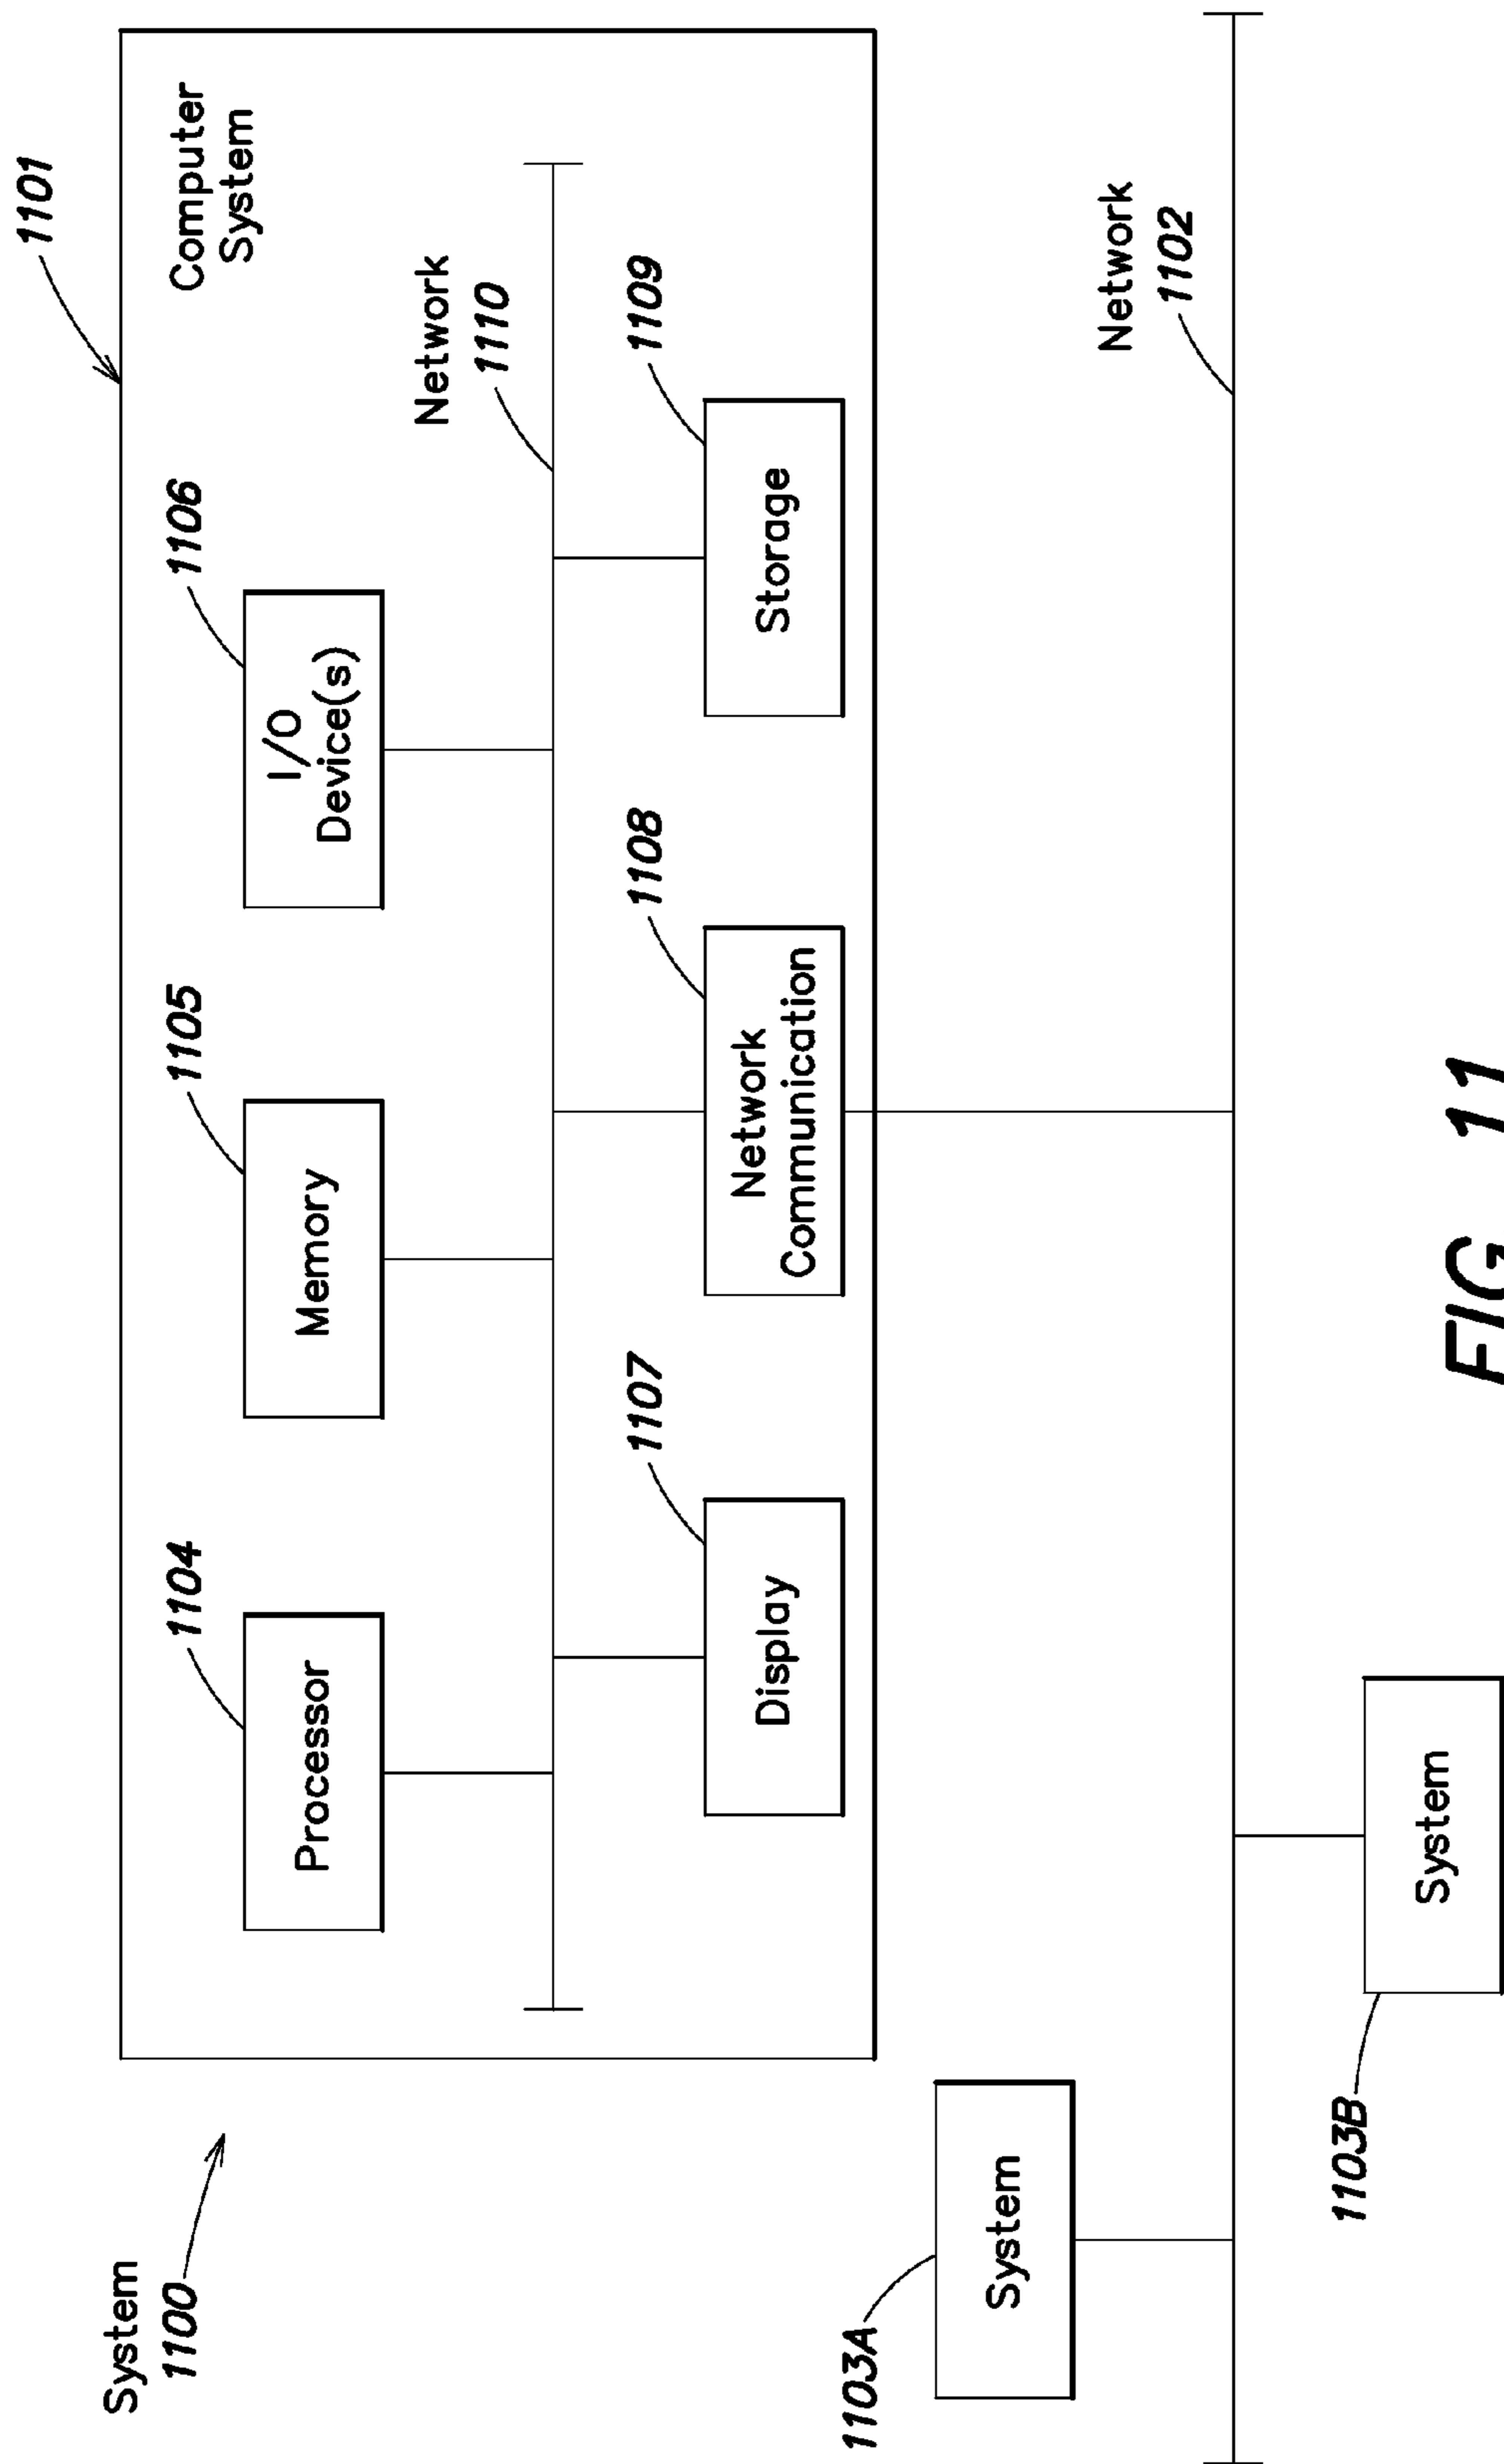 System
1100
1101
Computer
System
1104
1105
1106
Processor
Memory
I/O
Device(s)
Network
1110
1107
1108
1109
Display
Network
Communication
Storage
1103A
System
Network
1102
1103B
System
FIG. 11